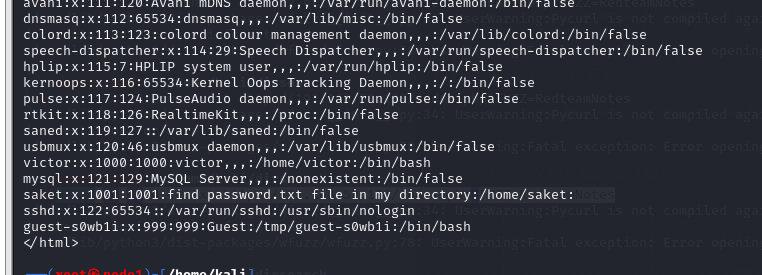 avahi:x:111:120:Avahi mDNS daemon,,,:/var/run/avahi-daemon:/bin/false
dnsmasq:x:112:65534:dnsmasq,,,:/var/lib/misc:/bin/false
colord:x:113:123:colord colour management daemon,,,:/var/lib/colord:/bin/false
speech-dispatcher:x:114:29:Speech Dispatcher,,,:/var/run/speech-dispatcher:/bin/false
hplip:x:115:7:HPLIP system user,,,:/var/run/hplip:/bin/false
kernoops:x:116:65534:Kernel Oops Tracking Daemon,,,:/:/bin/false
pulse:x:117:124:PulseAudio daemon,,,:/var/run/pulse:/bin/false
rtkit:x:118:126:RealtimeKit,,,:/proc:/bin/false
saned:x:119:127::/var/lib/saned:/bin/false
usbmux:x:120:46:usbmux daemon,,,:/var/lib/usbmux:/bin/false
victor:x:1000:1000:victor,,,:/home/victor:/bin/bash
mysql:x:121:129:MySQL Server,,,:/nonexistent:/bin/false
saket:x:1001:1001:find password.txt file in my directory:/home/saket:
sshd:x:122:65534::/var/run/sshd:/usr/sbin/nologin
guest-s0wb1i:x:999:999:Guest:/tmp/guest-s0wb1i:/bin/bash
</html>